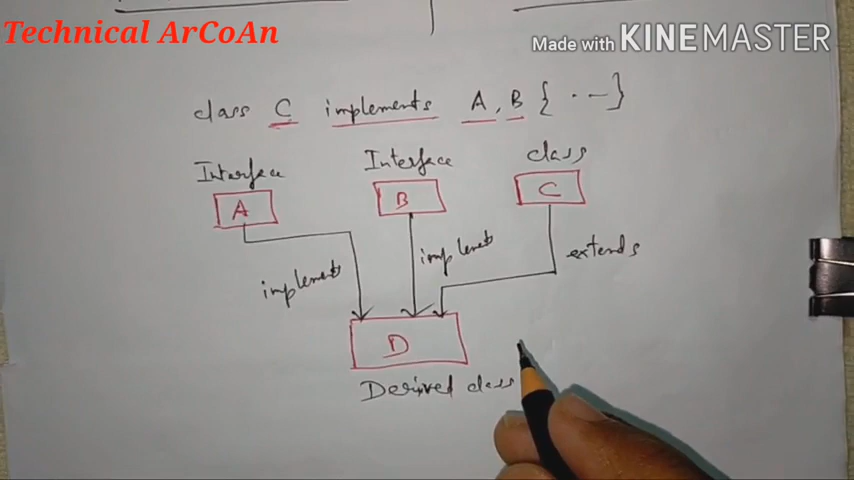 Technical ArCoAn
Made with KINEMASTER
class C implements A, B { ·· — }
Interface
Interface
class
A
B
C
implements
implements
extends
D
Derived class